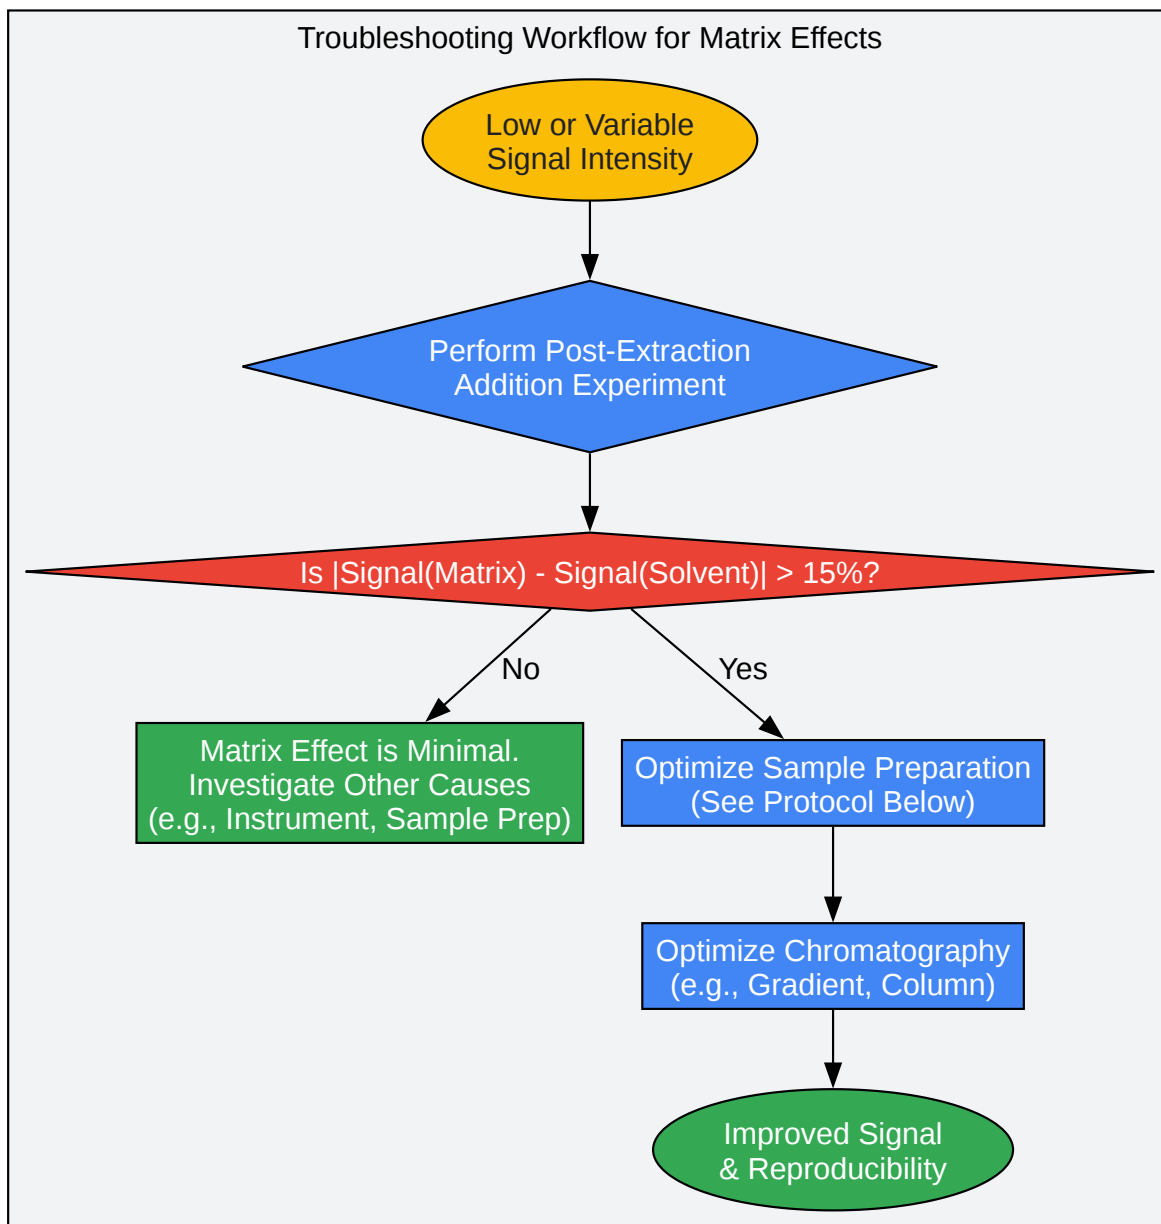 Troubleshooting Workflow for Matrix Effects
Low or Variable
Signal Intensity
Perform Post-Extraction
Addition Experiment
Is |Signal(Matrix) - Signal(Solvent)| > 15%?
No
Yes
Matrix Effect is Minimal.
Investigate Other Causes
(e.g., Instrument, Sample Prep)
Optimize Sample Preparation
(See Protocol Below)
Optimize Chromatography
(e.g., Gradient, Column)
Improved Signal
& Reproducibility